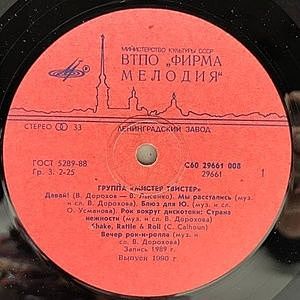 МИНИСТЕРСТВО КУЛЬТУРЫ СССР
ВТПО „ФИРМА
МЕЛОДИЯ"
СТЕРЕО 33
ЛЕНИНГРАДСКИЙ ЗАВОД
ГОСТ 5289-88
Гр. 3. 2-25
С60 29661 008
29661
1
ГРУППА «МИСТЕР ТВИСТЕР»
Давай! (В. Дорохов — В. Лысенко). Мы расстались (муз.
и сл. В. Дорохова). Блюз для Ю. (муз. и сл.
О. Усманова). Рок вокруг дискотеки; Страна
нежности (муз. и сл. В. Дорохова).
Shake, Rattle & Roll (C. Calhoun)
Вечер рок-н-ролла (муз. и
сл. В. Дорохова)
Запись 1989 г.
Выпуск 1990 г.